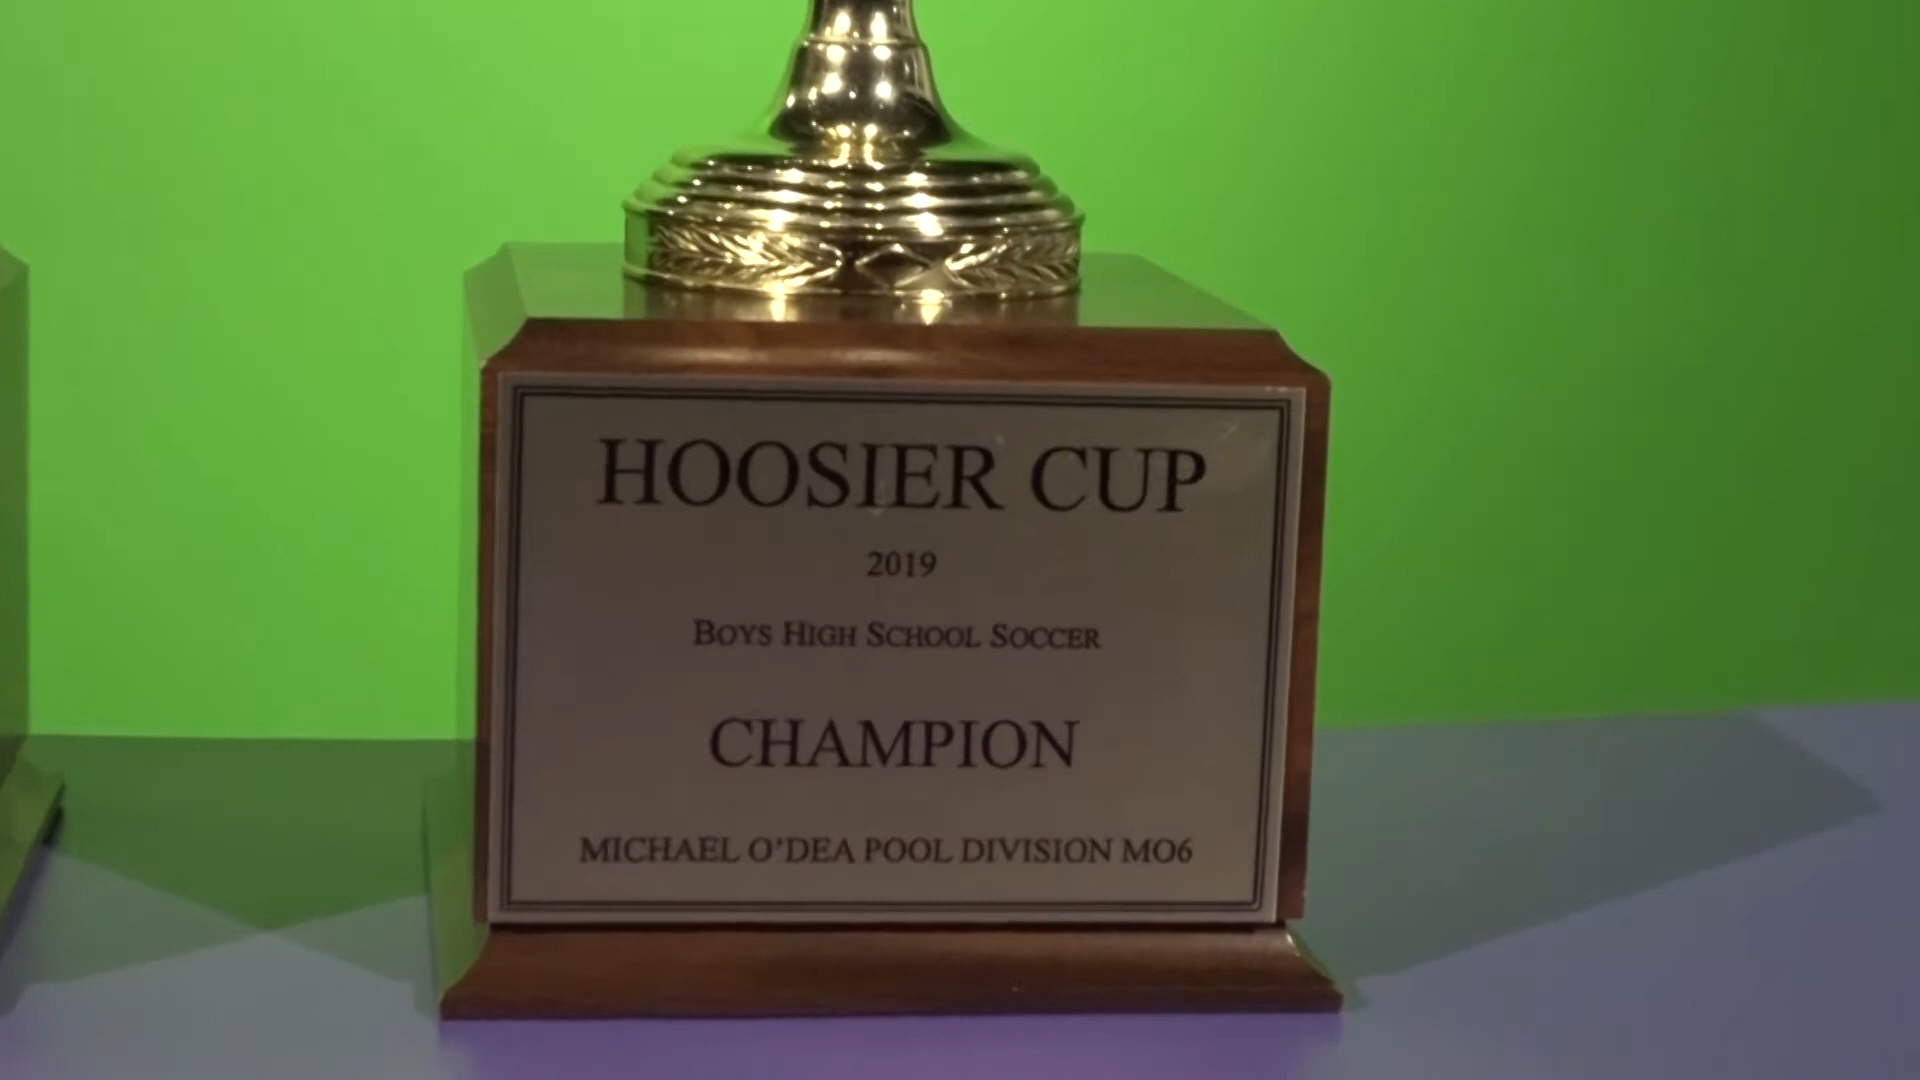 HOOSIER CUP
2019
BOYS HIGH SCHOOL SOCCER
CHAMPION
MICHAEL O'DEA POOL DIVISION MO6